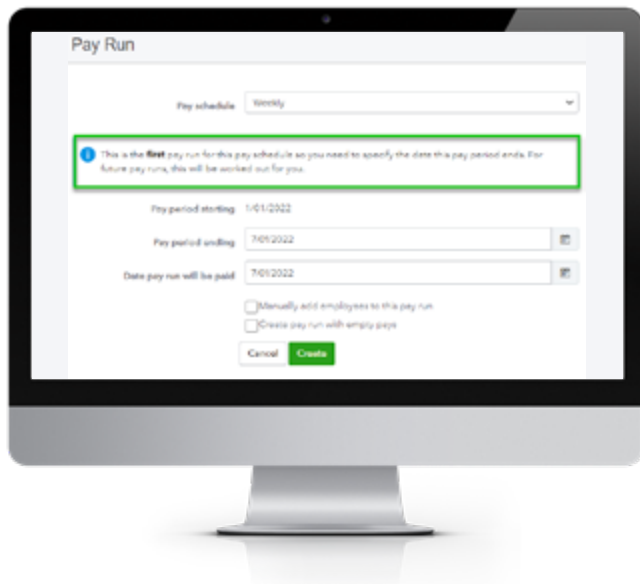 Pay Run
Pay schedule Weekly
This is the first pay run for this pay schedule so you need to specify the date this pay period ends. For
future pay runs, this will be worked out for you.
Pay period starting 1/01/2022
Pay period ending 7/01/2022
Date pay run will be paid 7/01/2022
Manually add employees to this pay run
Create pay run with empty pays
Cancel Create